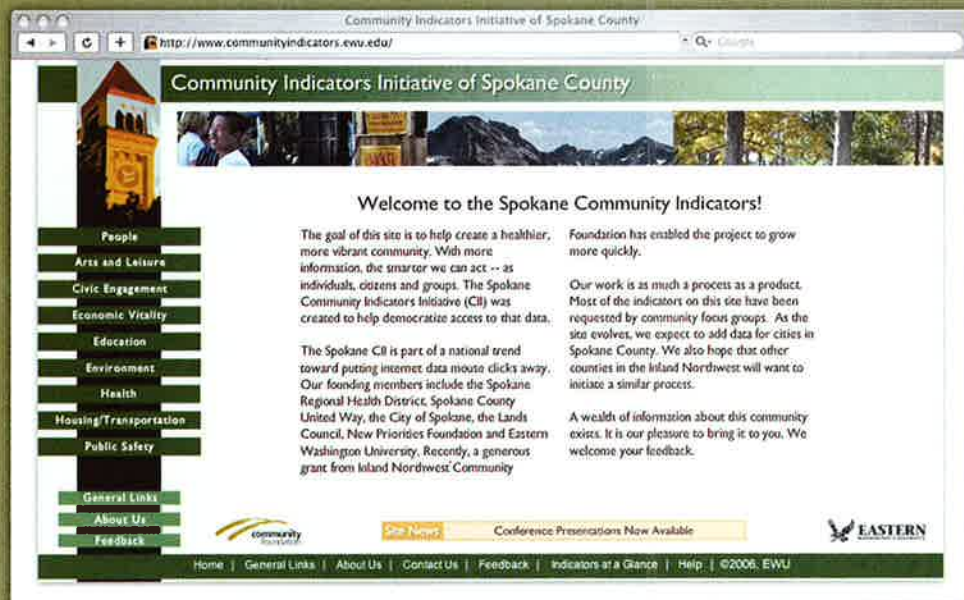 Community Indicators Initiative of Spokane County
http://www.communityindicators.ewu.edu/
Google
Community Indicators Initiative of Spokane County
Welcome to the Spokane Community Indicators!
People
Arts and Leisure
Civic Engagement
Economic Vitality
Education
Environment
Health
Housing/Transportation
Public Safety
General Links
About Us
Feedback
The goal of this site is to help create a healthier,
more vibrant community. With more
information, the smarter we can act -- as
individuals, citizens and groups. The Spokane
Community Indicators Initiative (CII) was
created to help democratize access to that data.
The Spokane CII is part of a national trend
toward putting internet data mouse clicks away.
Our founding members include the Spokane
Regional Health District, Spokane County
United Way, the City of Spokane, the Lands
Council, New Priorities Foundation and Eastern
Washington University. Recently, a generous
grant from Inland Northwest Community
Foundation has enabled the project to grow
more quickly.
Our work is as much a process as a product.
Most of the indicators on this site have been
requested by community focus groups. As the
site evolves, we expect to add data for cities in
Spokane County. We also hope that other
counties in the Inland Northwest will want to
initiate a similar process.
A wealth of information about this community
exists. It is our pleasure to bring it to you. We
welcome your feedback.
community
foundation
Site News
Conference Presentations Now Available
EASTERN
Home | General Links | About Us | Contact Us | Feedback | Indicators at a Glance | Help | ©2006, EWU